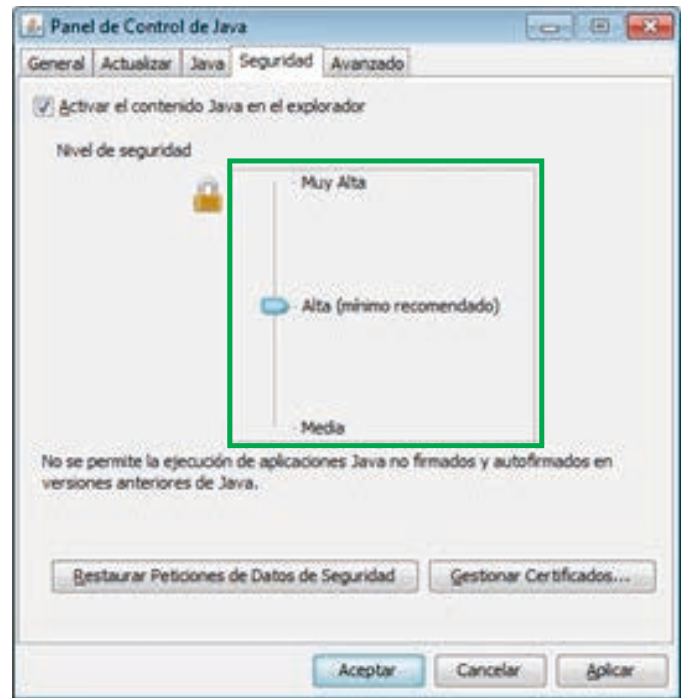 Panel de Control de Java
General Actualizar Java Seguridad Avanzado
Activar el contenido Java en el explorador
Nivel de seguridad
Muy Alta
Alta (mínimo recomendado)
Media
No se permite la ejecución de aplicaciones Java no firmados y autofirmados en
versiones anteriores de Java.
Restaurar Peticiones de Datos de Seguridad Gestionar Certificados...
Aceptar Cancelar Aplicar